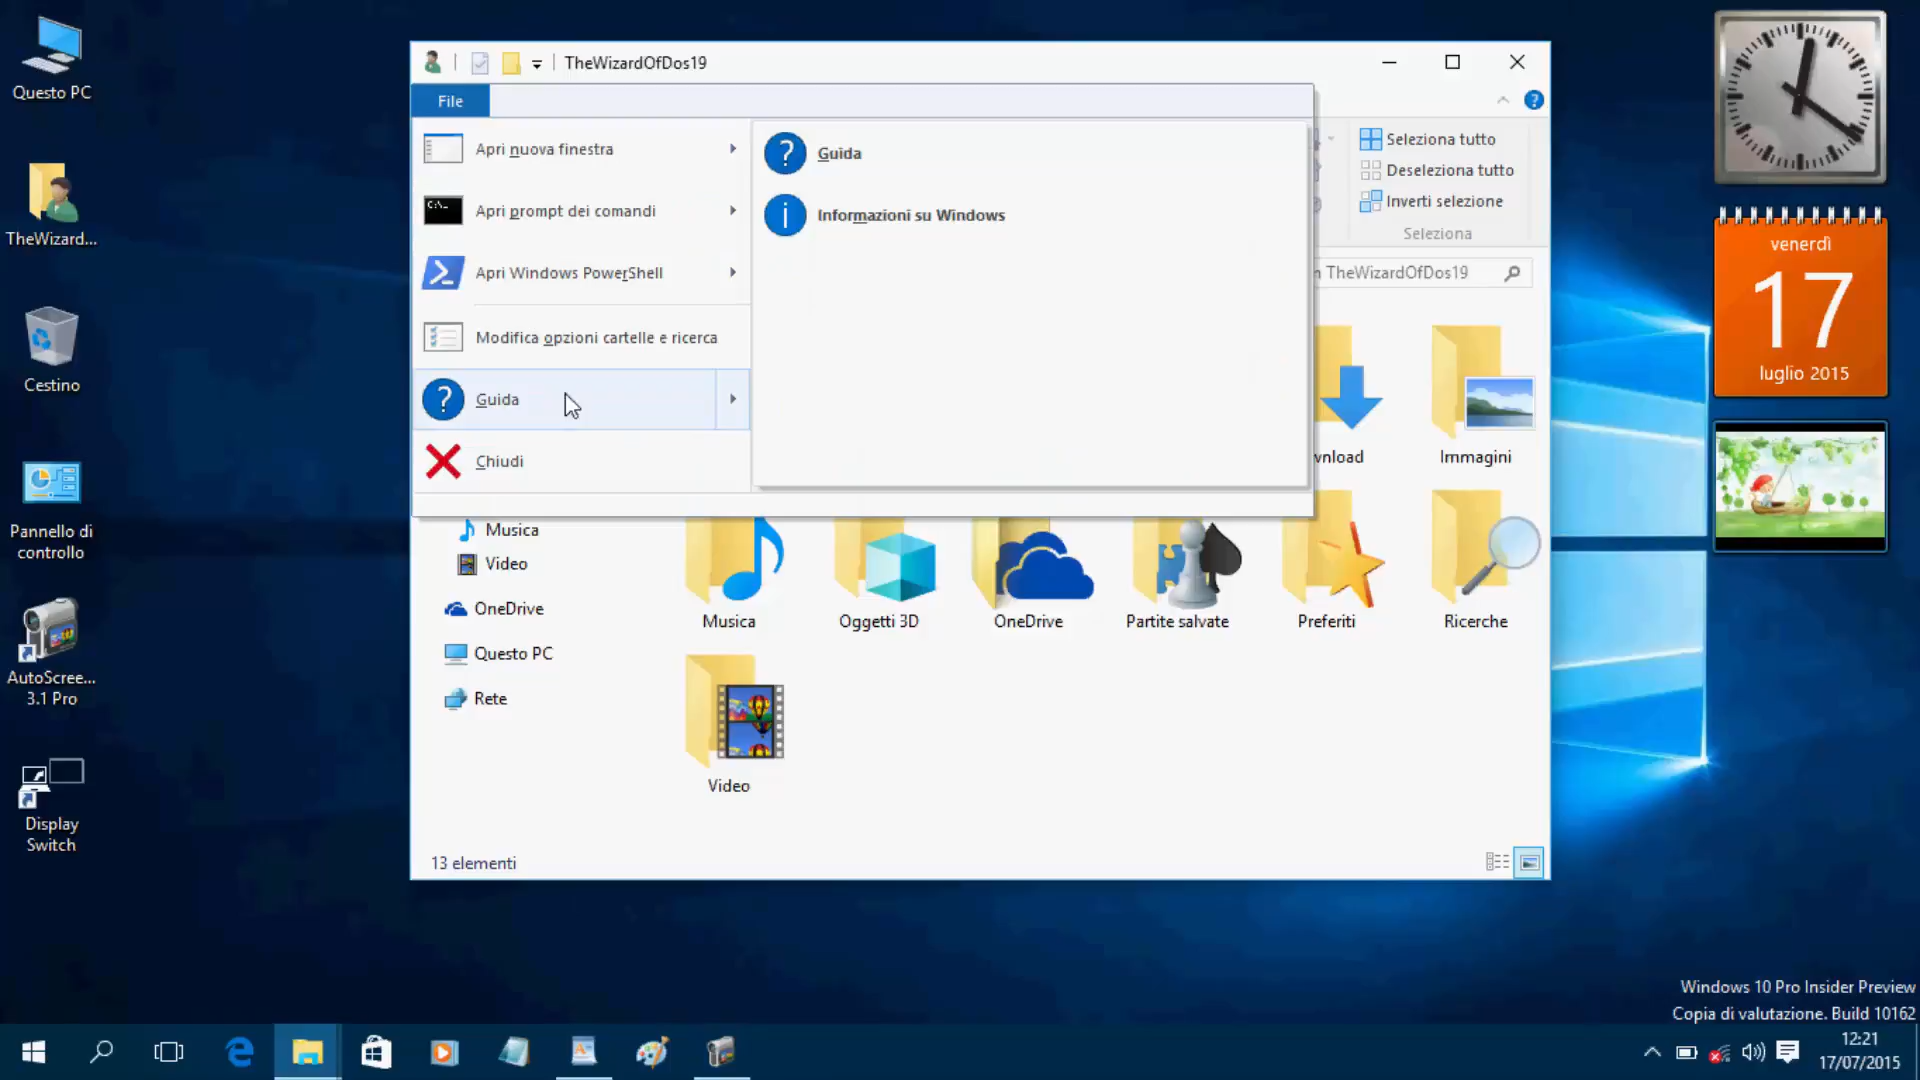 Questo PC
TheWizard...
Cestino
Pannello di
controllo
AutoScree...
3.1 Pro
Display
Switch
TheWizardOfDos19
File
Apri nuova finestra
Apri prompt dei comandi
C:\_
Apri Windows PowerShell
Modifica opzioni cartelle e ricerca
Guida
Chiudi
Guida
Informazioni su Windows
Seleziona tutto
Deseleziona tutto
Inverti selezione
Seleziona
TheWizardOfDos19
wnload
Immagini
Musica
Video
OneDrive
Questo PC
Rete
Musica
Oggetti 3D
OneDrive
Partite salvate
Preferiti
Ricerche
Video
13 elementi
venerdì
17
luglio 2015
Windows 10 Pro Insider Preview
Copia di valutazione. Build 10162
12:21
17/07/2015